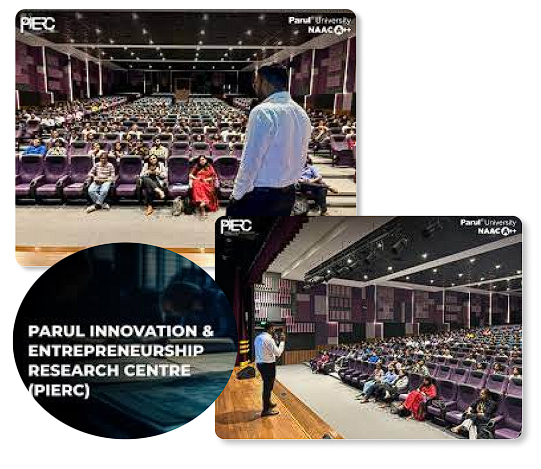 PIERC
Parul® University
NAAC A++
PIERC
Parul® University
NAAC A++
PARUL INNOVATION &
ENTREPRENEURSHIP
RESEARCH CENTRE
(PIERC)